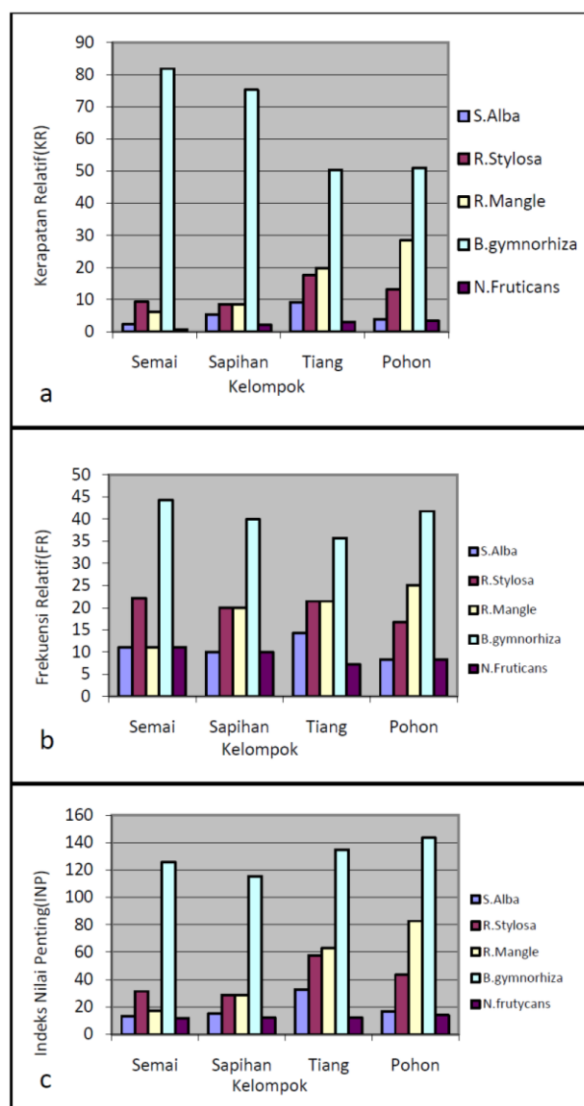 Kerapatan Relatif(KR)
90
80
70
60
50
40
30
20
10
0
Semai Sapihan Tiang Pohon
Kelompok
S.Alba
R.Stylosa
R.Mangle
B.gymnorhiza
N.Fruticans
a
Frekuensi Relatif(FR)
50
45
40
35
30
25
20
15
10
5
0
Semai Sapihan Tiang Pohon
Kelompok
S.Alba
R.Stylosa
R.Mangle
B.gymnorhiza
N.Fruticans
b
Indeks Nilai Penting(INP)
160
140
120
100
80
60
40
20
0
Semai Sapihan Tiang Pohon
Kelompok
S.Alba
R.Stylosa
R.Mangle
B.gymnorhiza
N.frutycans
c